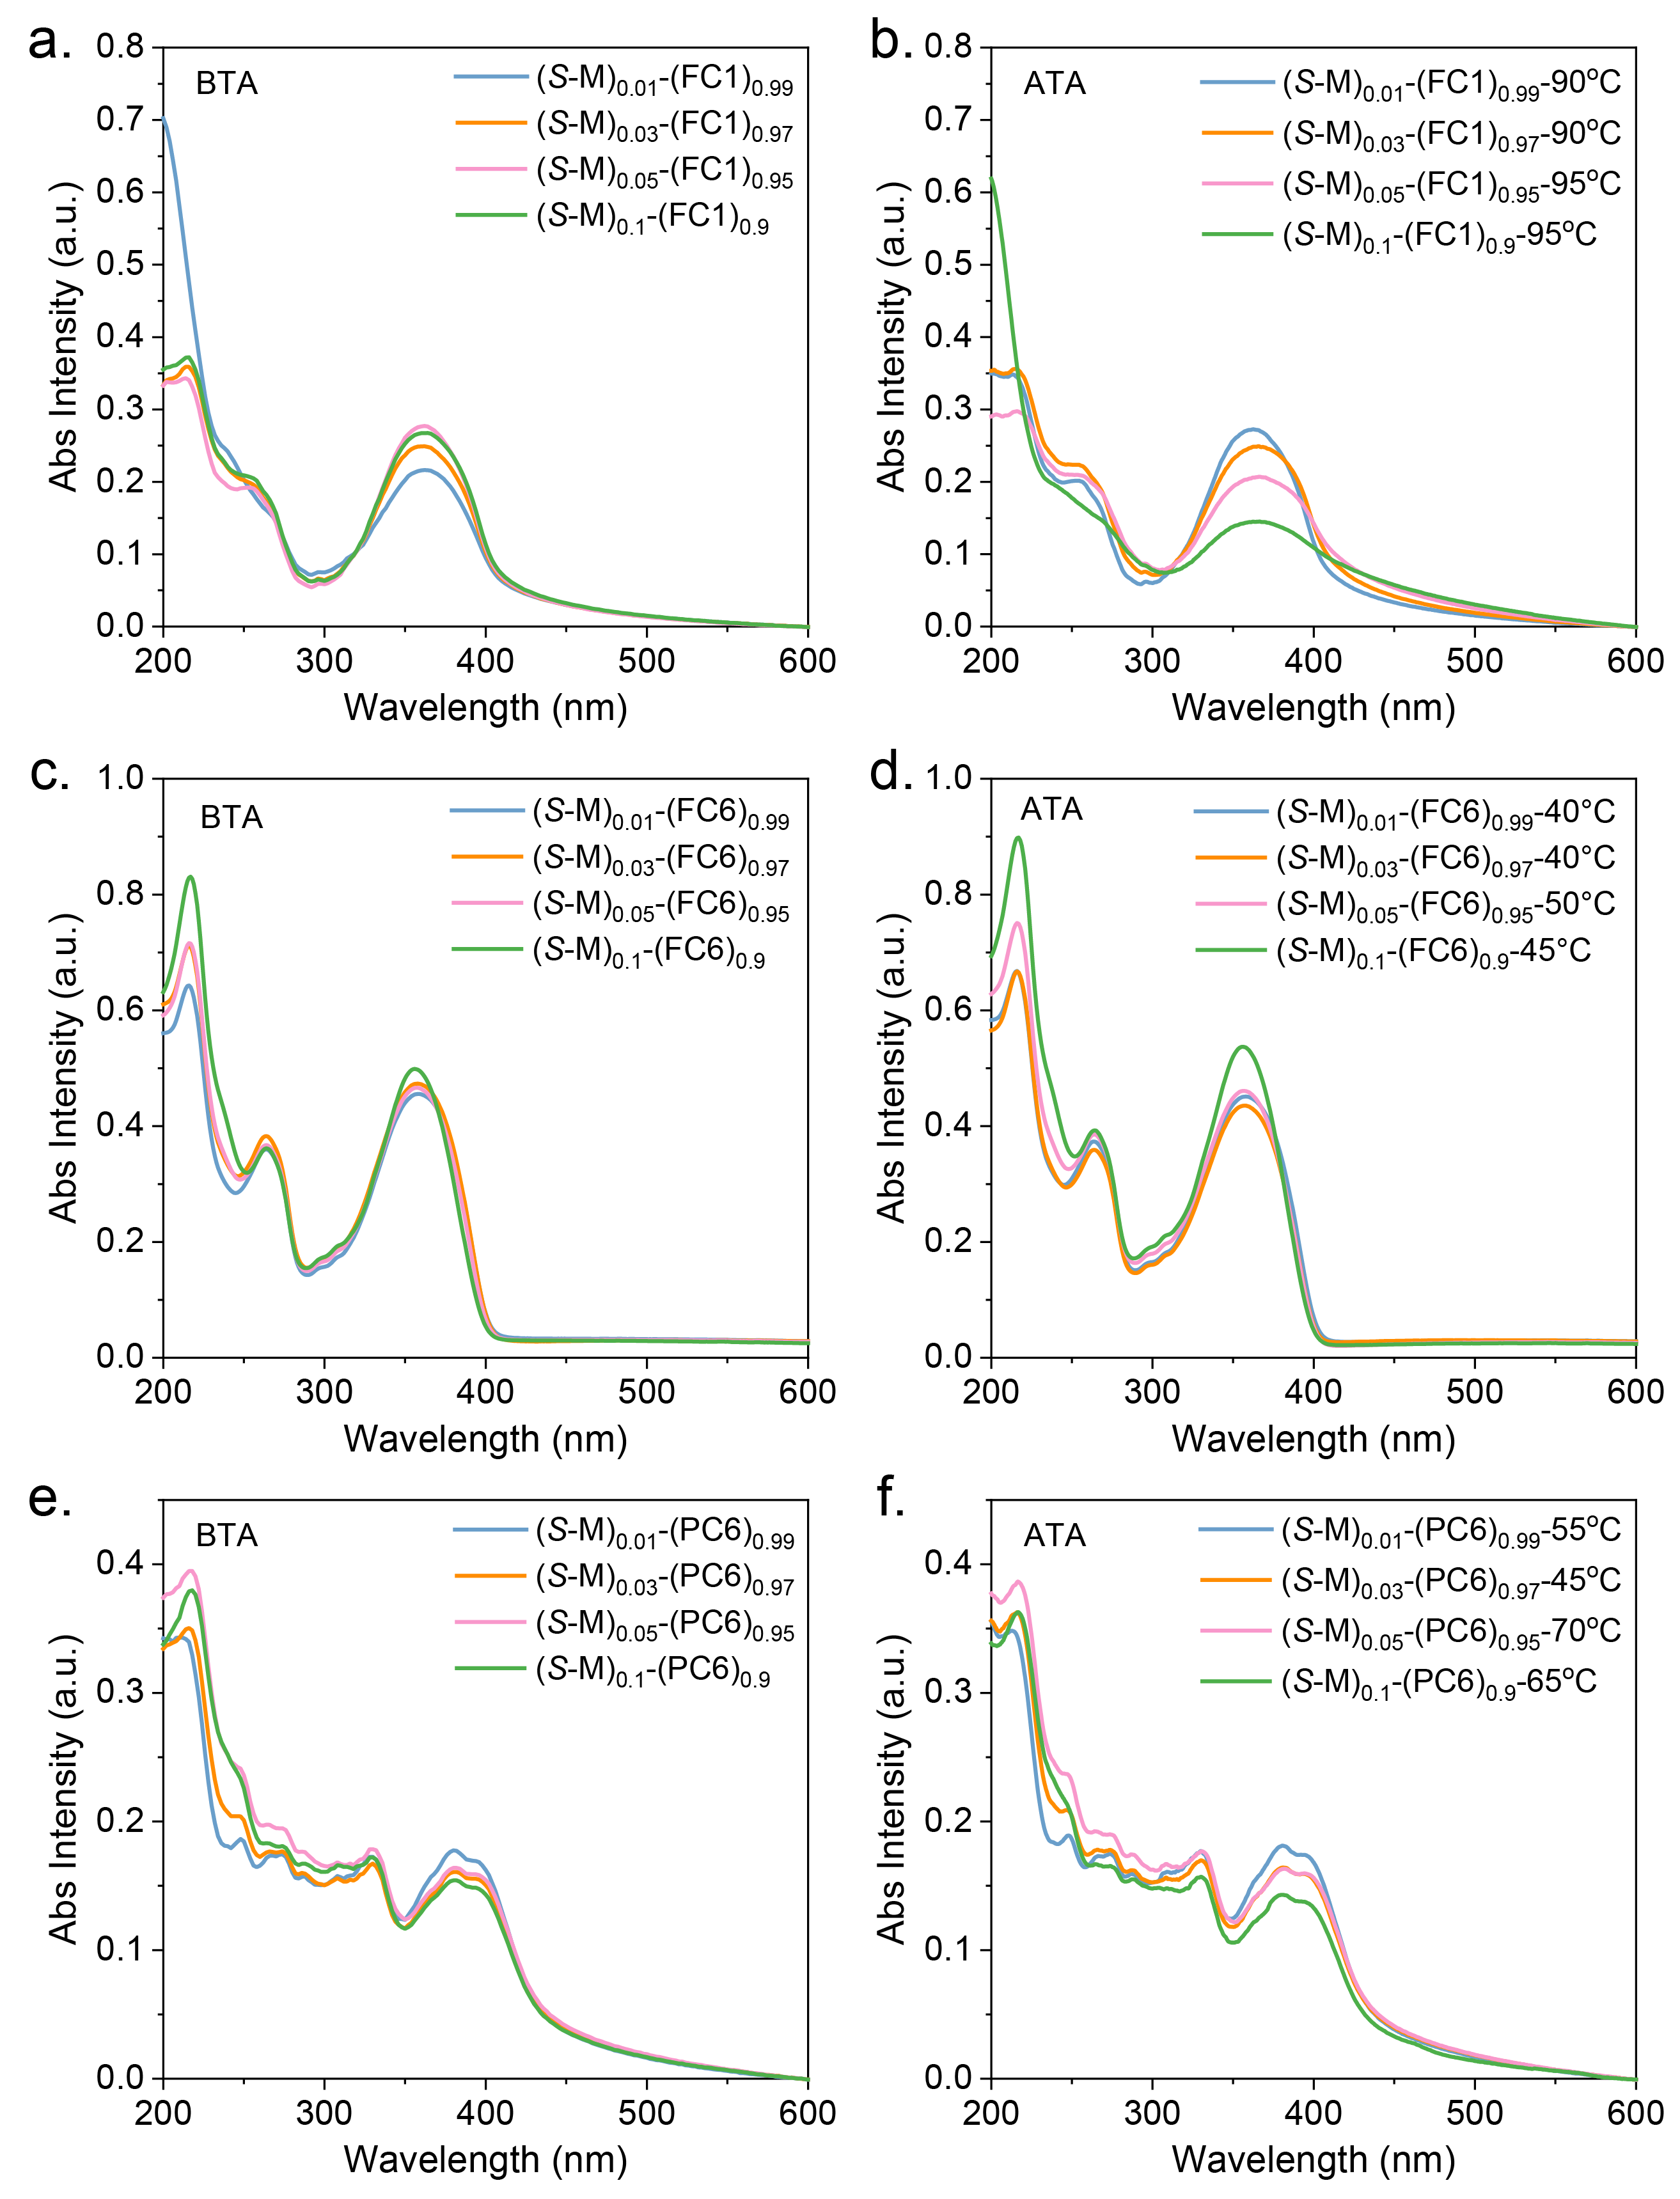 a.
BTA
(S-M)0.01-(FC1)0.99
(S-M)0.03-(FC1)0.97
(S-M)0.05-(FC1)0.95
(S-M)0.1-(FC1)0.9
Abs Intensity (a.u.)
0.8
0.7
0.6
0.5
0.4
0.3
0.2
0.1
0.0
200 300 400 500 600
Wavelength (nm)
b.
ATA
(S-M)0.01-(FC1)0.99-90°C
(S-M)0.03-(FC1)0.97-90°C
(S-M)0.05-(FC1)0.95-95°C
(S-M)0.1-(FC1)0.9-95°C
Abs Intensity (a.u.)
0.8
0.7
0.6
0.5
0.4
0.3
0.2
0.1
0.0
200 300 400 500 600
Wavelength (nm)
c.
BTA
(S-M)0.01-(FC6)0.99
(S-M)0.03-(FC6)0.97
(S-M)0.05-(FC6)0.95
(S-M)0.1-(FC6)0.9
Abs Intensity (a.u.)
1.0
0.8
0.6
0.4
0.2
0.0
200 300 400 500 600
Wavelength (nm)
d.
ATA
(S-M)0.01-(FC6)0.99-40°C
(S-M)0.03-(FC6)0.97-40°C
(S-M)0.05-(FC6)0.95-50°C
(S-M)0.1-(FC6)0.9-45°C
Abs Intensity (a.u.)
1.0
0.8
0.6
0.4
0.2
0.0
200 300 400 500 600
Wavelength (nm)
e.
BTA
(S-M)0.01-(PC6)0.99
(S-M)0.03-(PC6)0.97
(S-M)0.05-(PC6)0.95
(S-M)0.1-(PC6)0.9
Abs Intensity (a.u.)
0.4
0.3
0.2
0.1
0.0
200 300 400 500 600
Wavelength (nm)
f.
ATA
(S-M)0.01-(PC6)0.99-55°C
(S-M)0.03-(PC6)0.97-45°C
(S-M)0.05-(PC6)0.95-70°C
(S-M)0.1-(PC6)0.9-65°C
Abs Intensity (a.u.)
0.4
0.3
0.2
0.1
0.0
200 300 400 500 600
Wavelength (nm)